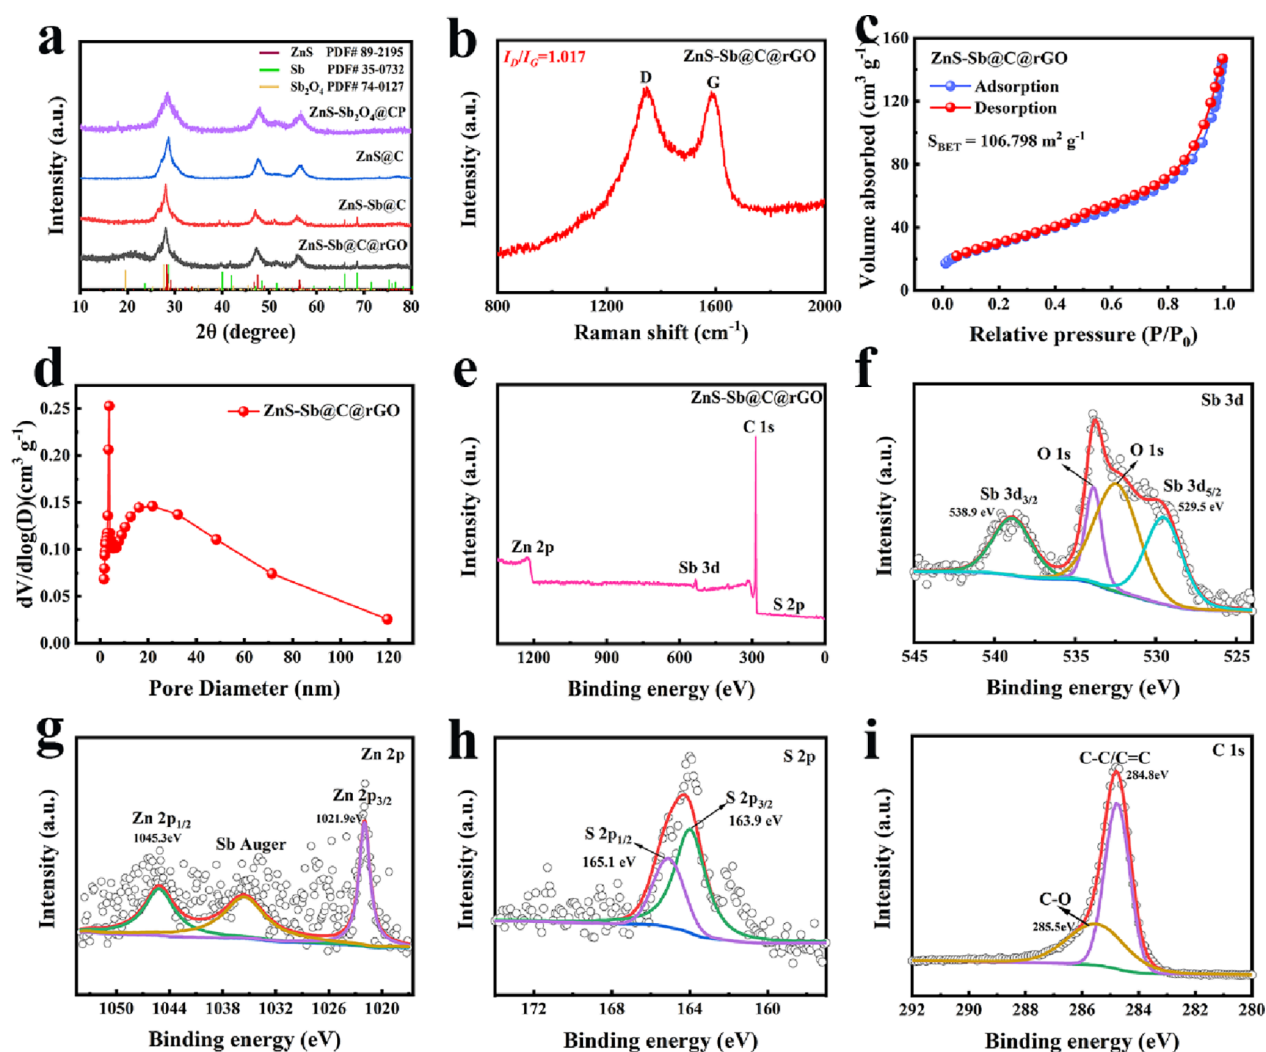 a
Intensity (a.u.)
ZnS PDF# 89-2195
Sb PDF# 35-0732
Sb₂O₄ PDF# 74-0127
ZnS-Sb₂O₄@CP
ZnS@C
ZnS-Sb@C
ZnS-Sb@C@rGO
10 20 30 40 50 60 70 80
2θ (degree)
b
Intensity (a.u.)
I_D/I_G=1.017
ZnS-Sb@C@rGO
D G
800 1200 1600 2000
Raman shift (cm⁻¹)
c
Volume absorbed (cm³ g⁻¹)
160
120
80
40
0
ZnS-Sb@C@rGO
Adsorption
Desorption
S_BET = 106.798 m² g⁻¹
0.0 0.2 0.4 0.6 0.8 1.0
Relative pressure (P/P₀)
d
dV/dlog(D)(cm³ g⁻¹)
0.25
0.20
0.15
0.10
0.05
0.00
ZnS-Sb@C@rGO
0 20 40 60 80 100 120
Pore Diameter (nm)
e
Intensity (a.u.)
ZnS-Sb@C@rGO
C 1s
Zn 2p
Sb 3d
S 2p
1200 900 600 300 0
Binding energy (eV)
f
Intensity (a.u.)
Sb 3d
O 1s
O 1s
Sb 3d₃/₂
538.9 eV
Sb 3d₅/₂
529.5 eV
545 540 535 530 525
Binding energy (eV)
g
Intensity (a.u.)
Zn 2p
Zn 2p₃/₂
1021.9eV
Zn 2p₁/₂
1045.3eV
Sb Auger
1050 1044 1038 1032 1026 1020
Binding energy (eV)
h
Intensity (a.u.)
S 2p
S 2p₃/₂
163.9 eV
S 2p₁/₂
165.1 eV
172 168 164 160
Binding energy (eV)
i
Intensity (a.u.)
C 1s
C-C/C=C
284.8eV
C-O
285.5eV
292 290 288 286 284 282 280
Binding energy (eV)